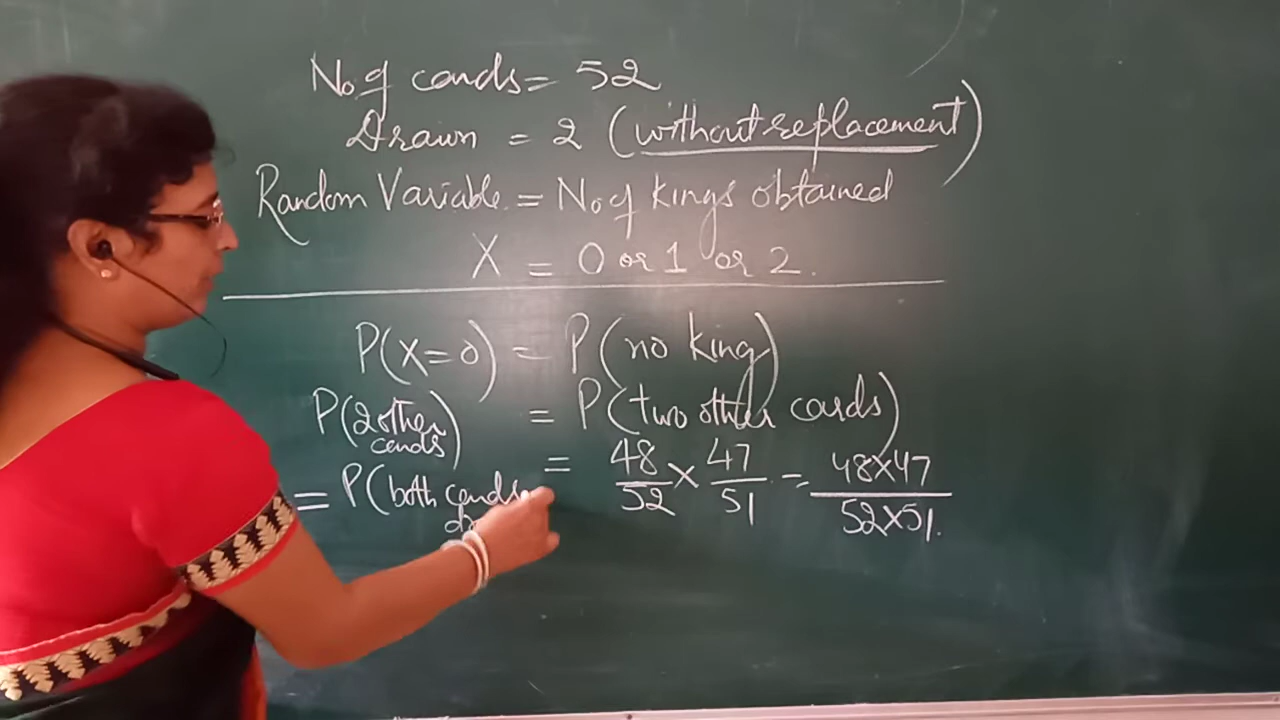 No of cards = 52
Drawn = 2 (without replacement)
Random Variable = No of kings obtained
X = 0 or 1 or 2.
P(X=0) = P(no king)
P(2 other cards) = P(two other cards)
= 48/52 × 47/51 = 48×47/52×51.
= P(both cards